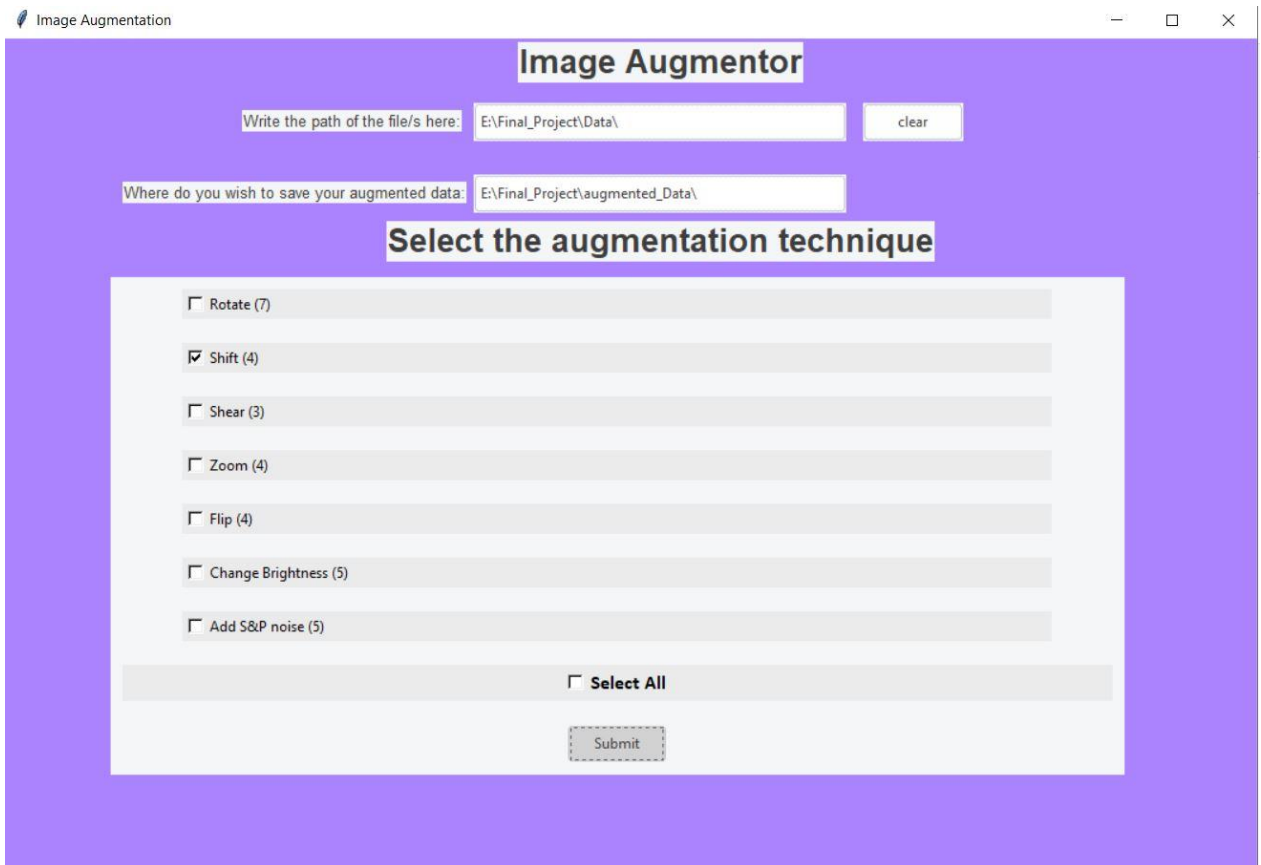 Image Augmentation
Image Augmentor
Write the path of the file/s here: E:\Final_Project\Data\ clear
Where do you wish to save your augmented data: E:\Final_Project\augmented_Data\
Select the augmentation technique
Rotate (7)
Shift (4)
Shear (3)
Zoom (4)
Flip (4)
Change Brightness (5)
Add S&P noise (5)
Select All
Submit